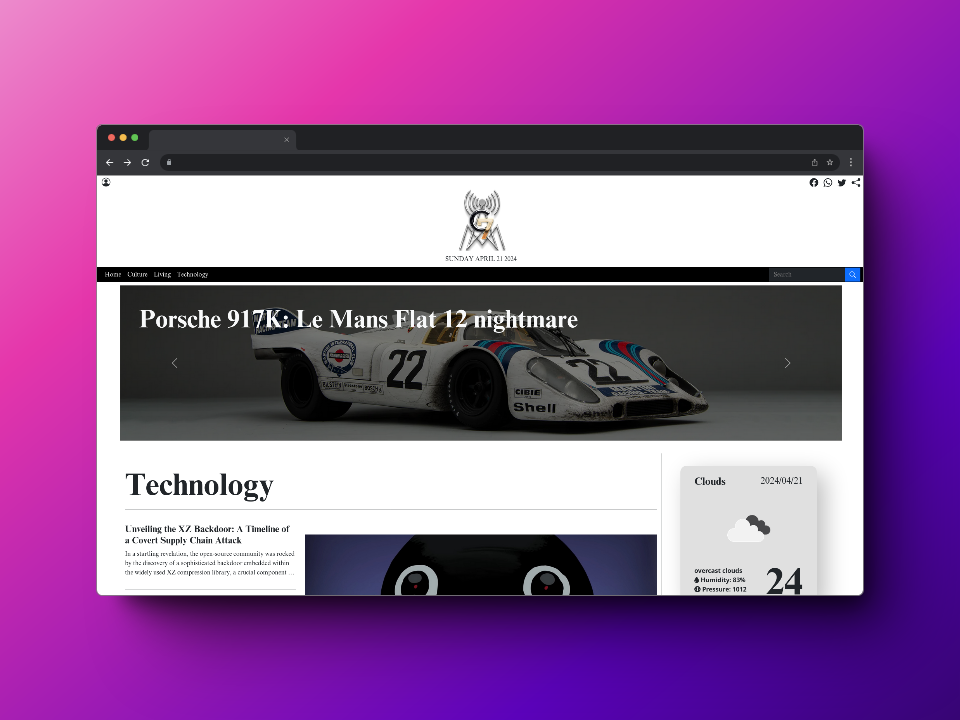 SUNDAY APRIL 21 2024
Home Culture Living Technology
Search
Porsche 917K: Le Mans Flat 12 nightmare
22
22
CIBIE
Shell
Shell
Technology
Unveiling the XZ Backdoor: A Timeline of
a Covert Supply Chain Attack
In a startling revelation, the open-source community was rocked
by the discovery of a sophisticated backdoor embedded within
the widely used XZ compression library, a crucial component …
Clouds
2024/04/21
overcast clouds
Humidity: 83%
Pressure: 1012
24